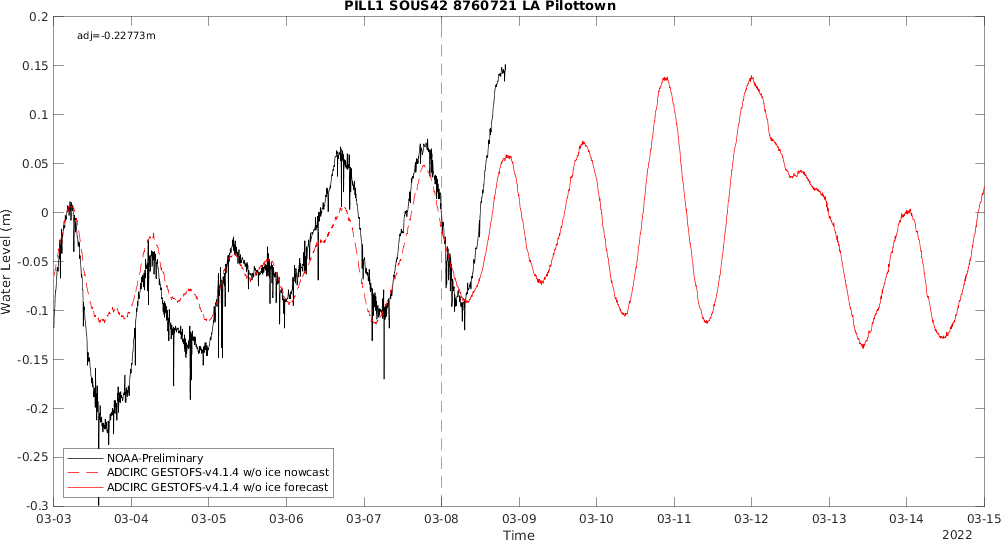 PILL1 SOUS42 8760721 LA Pilottown
adj=-0.22773m
0.2
0.15
0.1
0.05
0
-0.05
-0.1
-0.15
-0.2
-0.25
-0.3
Water Level (m)
NOAA-Preliminary
ADCIRC GESTOFS-v4.1.4 w/o ice nowcast
ADCIRC GESTOFS-v4.1.4 w/o ice forecast
03-03 03-04 03-05 03-06 03-07 03-08 03-09 03-10 03-11 03-12 03-13 03-14 03-15
Time
2022